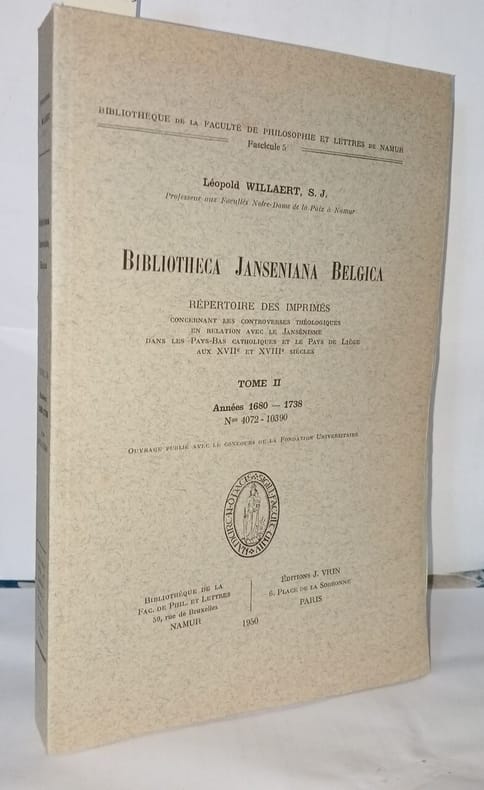 BIBLIOTHÈQUE DE LA FACULTÉ DE PHILOSOPHIE ET LETTRES DE NAMUR
Fascicule 5
Léopold WILLAERT, S. J.
Professeur aux Facultés Notre-Dame de la Paix à Namur
BIBLIOTHECA JANSENIANA BELGICA
RÉPERTOIRE DES IMPRIMÉS
CONCERNANT LES CONTROVERSES THÉOLOGIQUES
EN RELATION AVEC LE JANSÉNISME
DANS LES PAYS-BAS CATHOLIQUES ET LE PAYS DE LIÈGE
AUX XVIIe ET XVIIIe SIÈCLES
TOME II
Années 1680 — 1738
Nos 4072 - 10390
OUVRAGE PUBLIÉ AVEC LE CONCOURS DE LA FONDATION UNIVERSITAIRE
BIBLIOTHÈQUE DE LA
FAC. DE PHIL. ET LETTRES
59, rue de Bruxelles
NAMUR
ÉDITIONS J. VRIN
6, PLACE DE LA SORBONNE
PARIS
1950